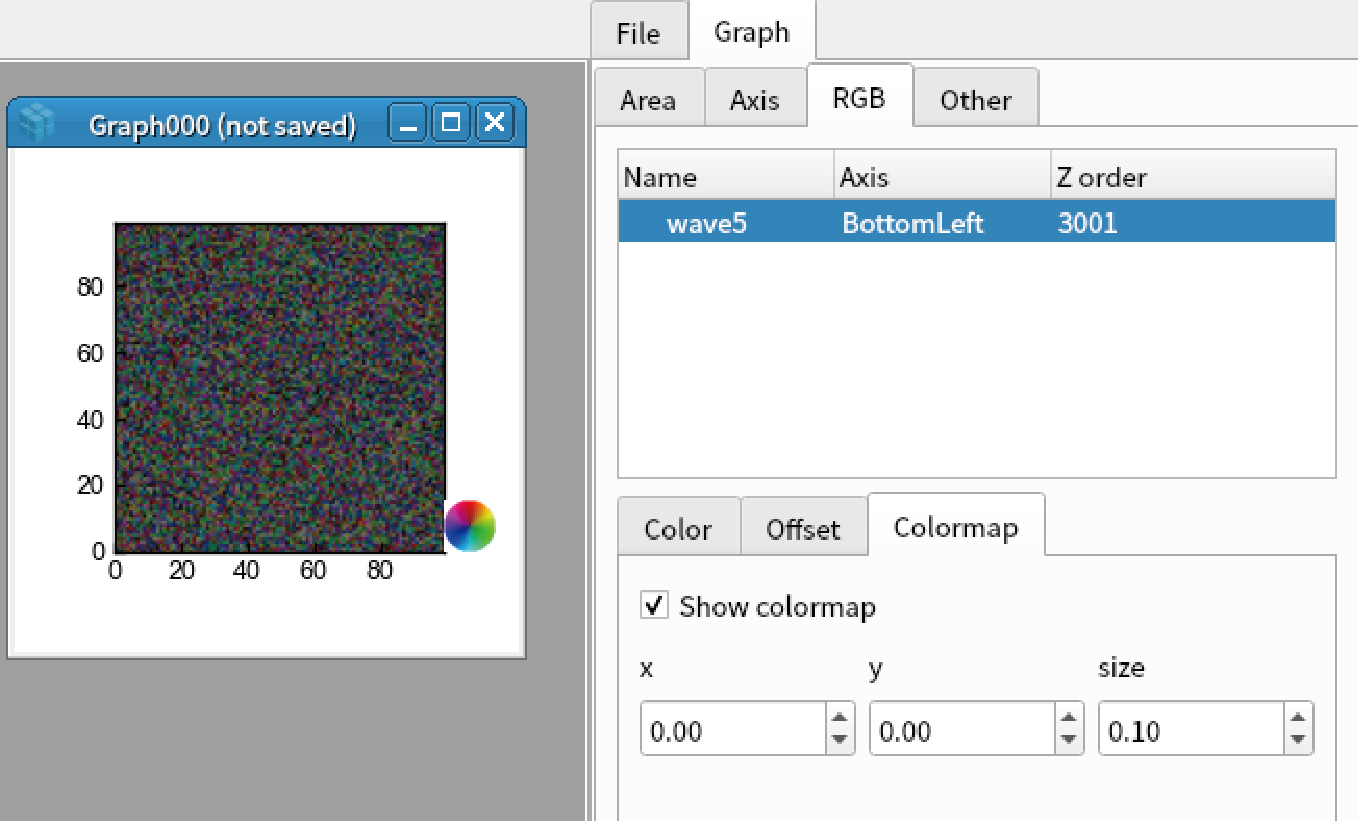 File Graph
Area Axis RGB Other
Graph000 (not saved)
Name Axis Z order
wave5 BottomLeft 3001
80
60
40
20
0
0 20 40 60 80
Color Offset Colormap
Show colormap
x y size
0.00 0.00 0.10